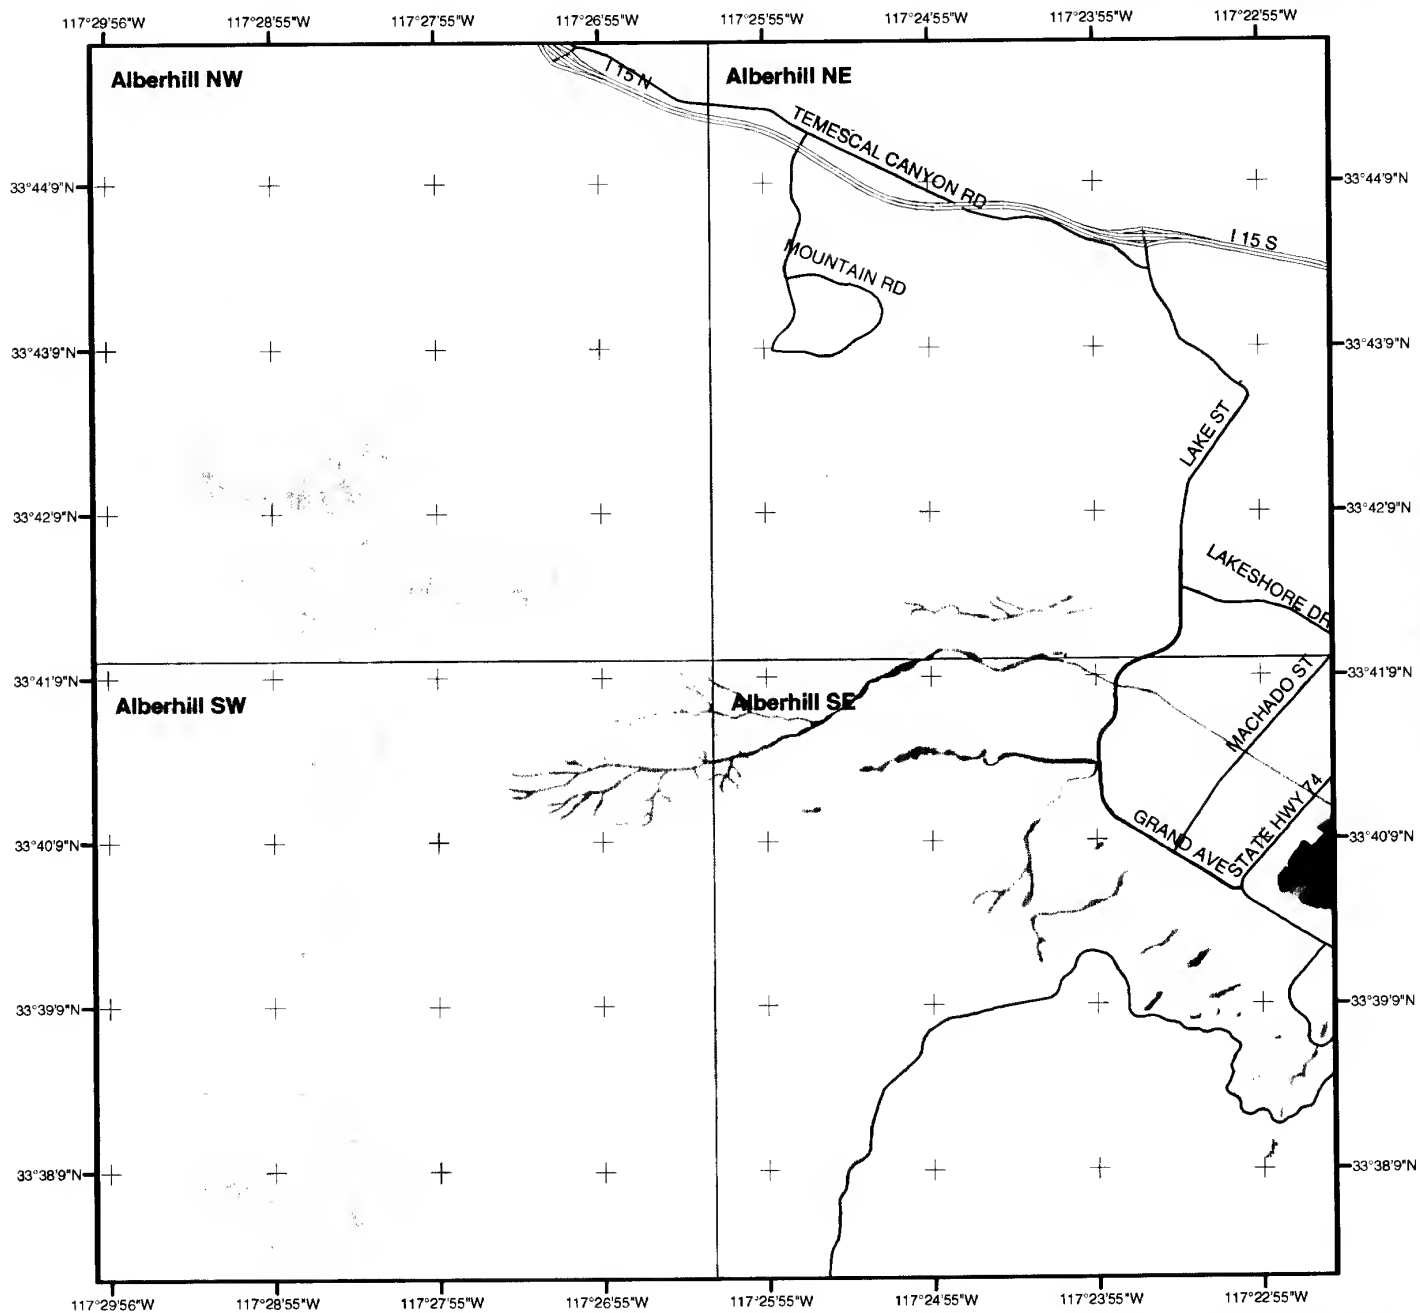 117°29'56"W 117°28'55"W 117°27'55"W 117°26'55"W 117°25'55"W 117°24'55"W 117°23'55"W 117°22'55"W
Alberhill NW
Alberhill NE
I 15 N
TEMESCAL CANYON RD
33°44'9"N
33°44'9"N
I 15 S
MOUNTAIN RD
33°43'9"N
33°43'9"N
LAKE ST
33°42'9"N
33°42'9"N
LAKESHORE DR
33°41'9"N
33°41'9"N
Alberhill SW
Alberhill SE
MACHADO ST
STATE HWY 74
GRAND AVE
33°40'9"N
33°40'9"N
33°39'9"N
33°39'9"N
33°38'9"N
33°38'9"N
117°29'56"W 117°28'55"W 117°27'55"W 117°26'55"W 117°25'55"W 117°24'55"W 117°23'55"W 117°22'55"W